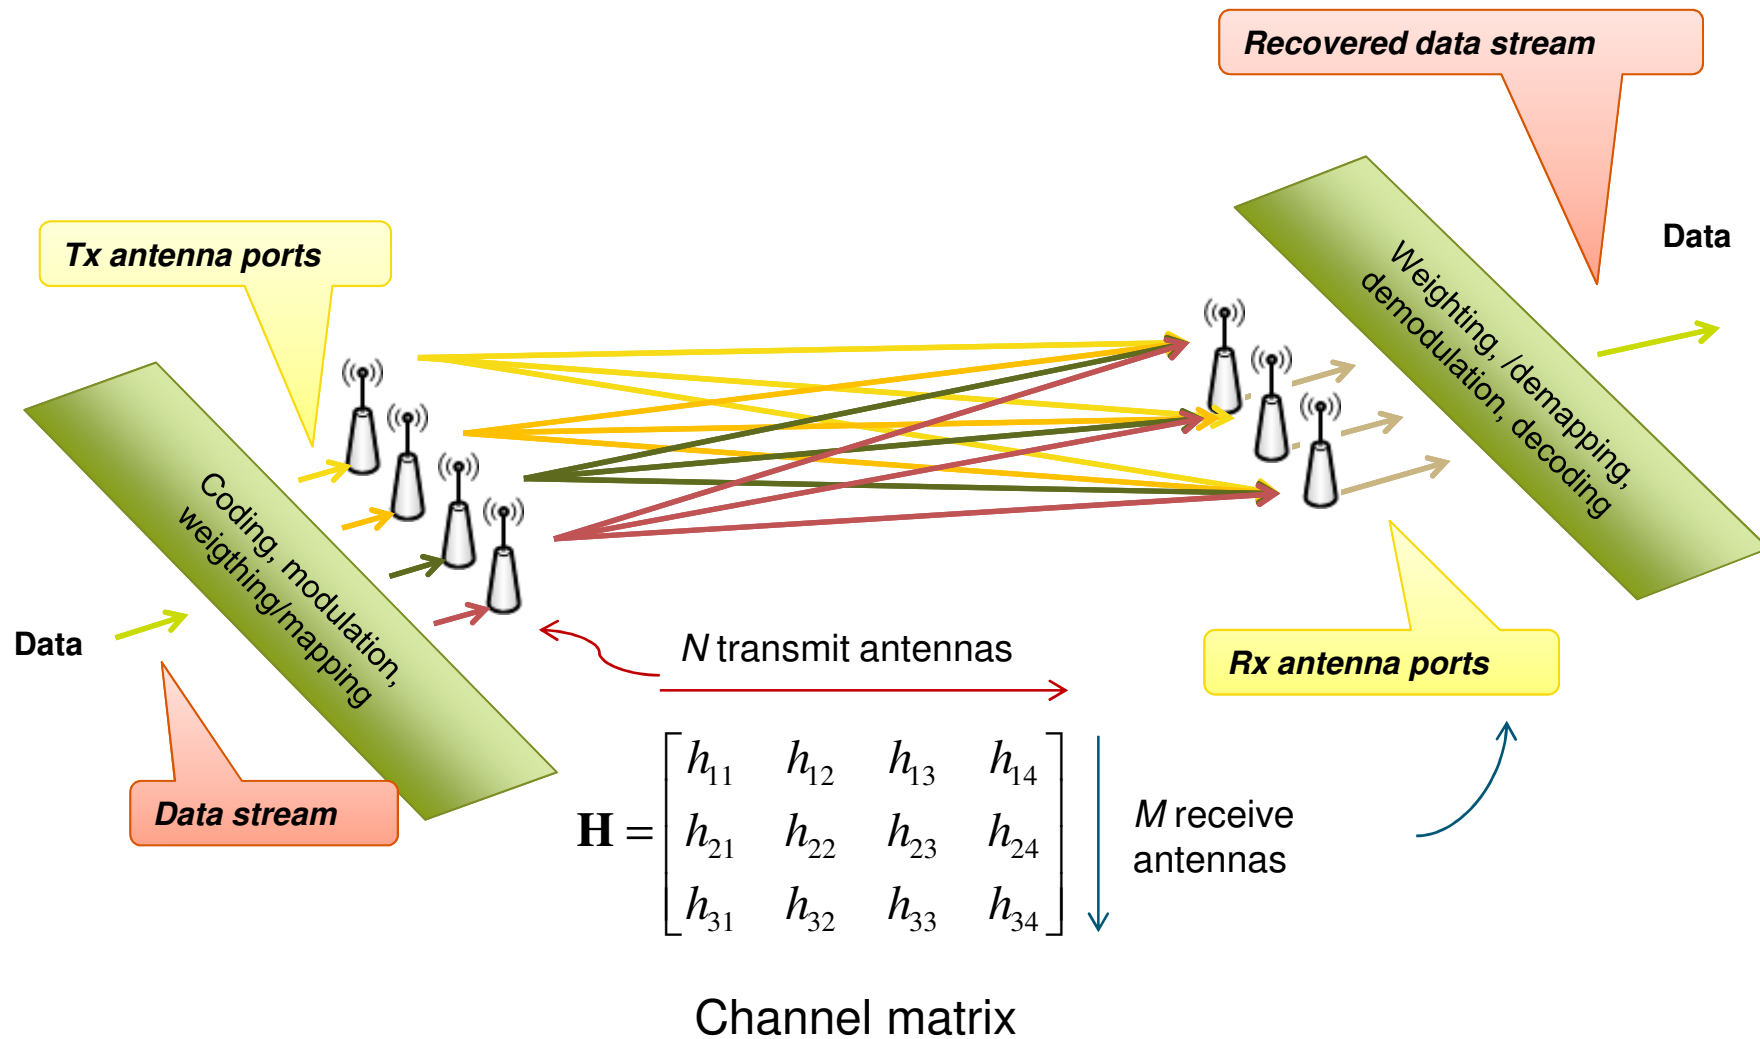 Recovered data stream
Data
Tx antenna ports
Weighting, /demapping,
demodulation, decoding
Coding, modulation,
weigthing/mapping
Data
N transmit antennas
Rx antenna ports
Data stream
H = [h11 h12 h13 h14
h21 h22 h23 h24
h31 h32 h33 h34]
M receive
antennas
Channel matrix